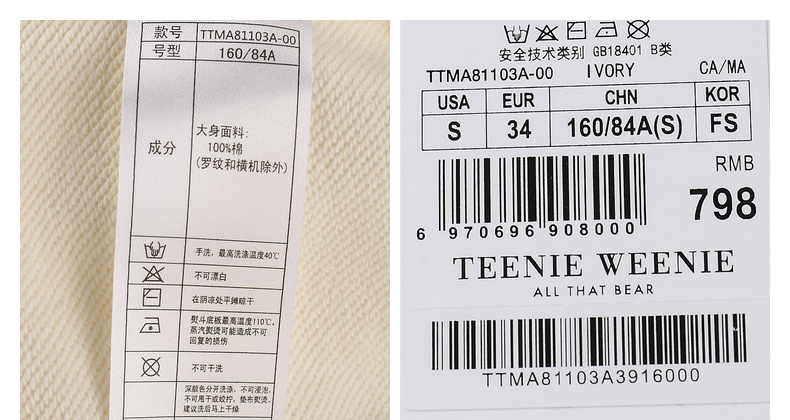 款号 TTMA81103A-00
号型 160/84A
成分 大身面料:
100%棉
(罗纹和横机除外)
手洗，最高洗涤温度40℃
不可漂白
在阴凉处平摊晾干
熨斗底板最高温度110℃，
蒸汽熨烫可能造成不可
回复的损伤
不可干洗
深颜色分开洗涤，不可浸泡，
不可甩干或绞拧，垫布熨烫，
建议洗后马上干燥
安全技术类别 GB18401 B类
TTMA81103A-00 IVORY CA/MA
USA EUR CHN KOR
S 34 160/84A(S) FS
RMB
798
6 970696 908000
TEENIE WEENIE
ALL THAT BEAR
TTMA81103A3916000